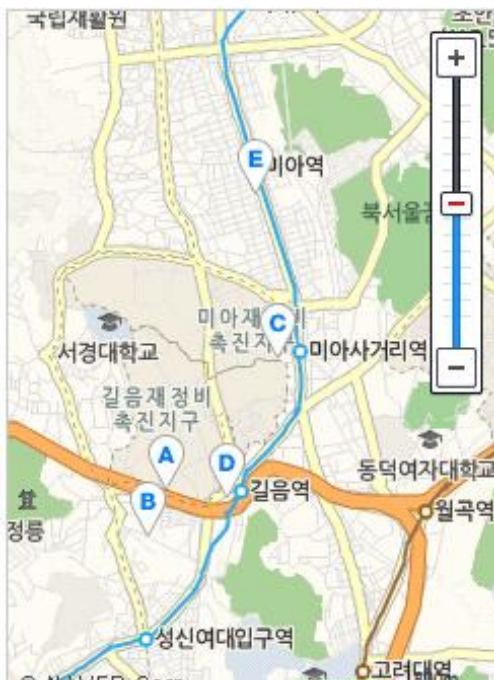 국립재활원
E
미아역
북서울
미아재정비
촉진지구
C
미아사거리역
서경대학교
길음재정비
촉진지구
A
D
B
길음역
동덕여자대학교
월곡역
정릉
성신여대입구역
고려대역